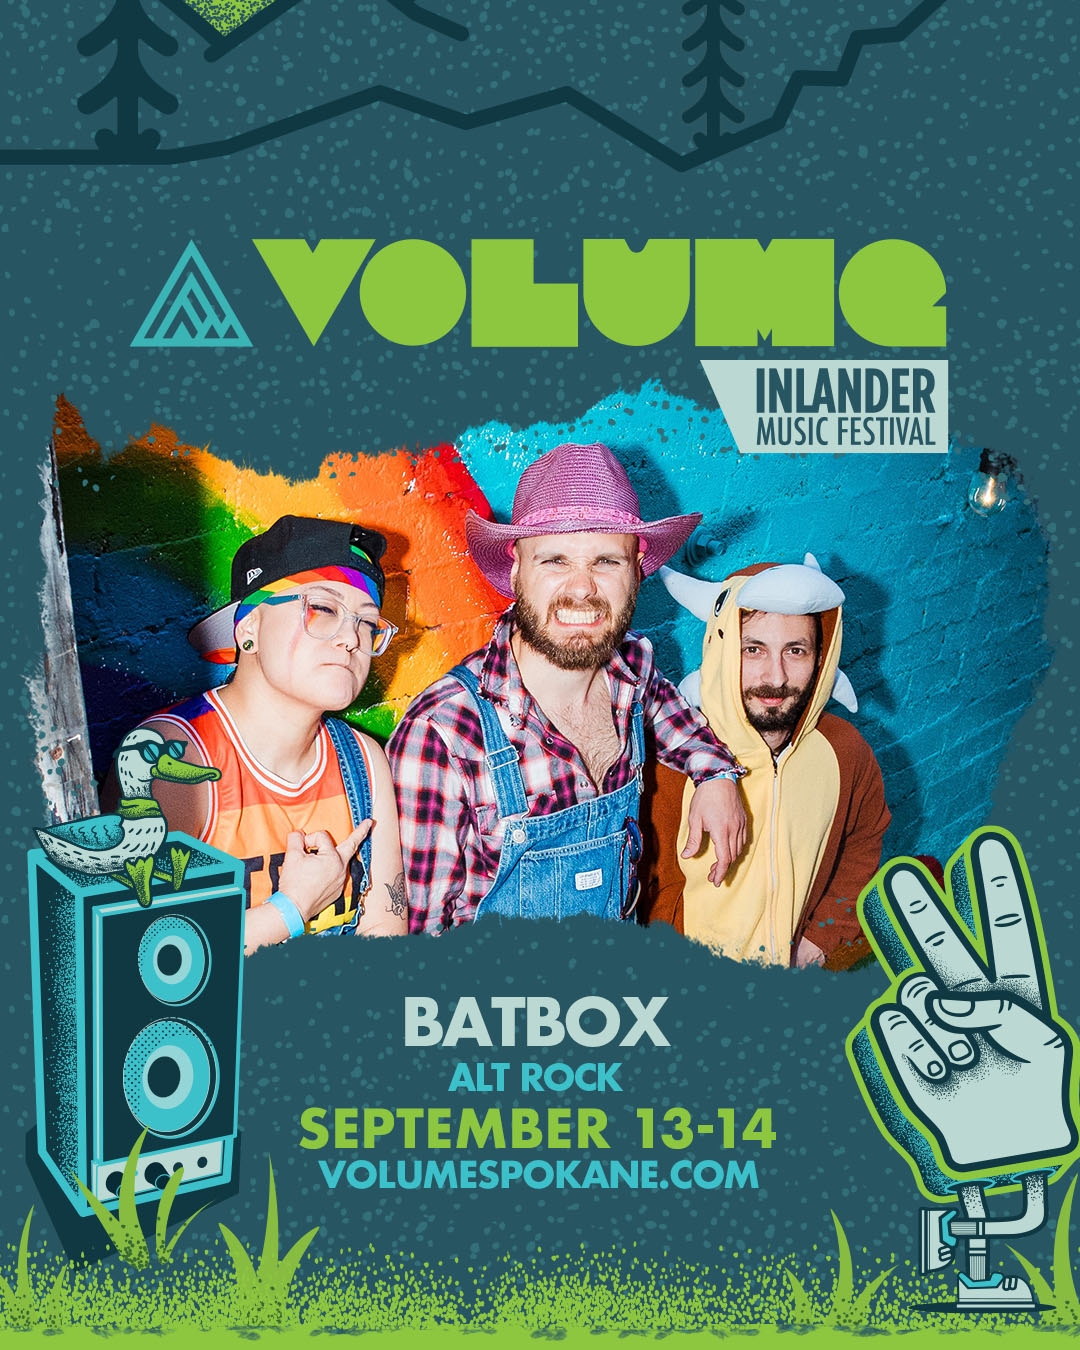 VOLUME
INLANDER
MUSIC FESTIVAL
BATBOX
ALT ROCK
SEPTEMBER 13-14
VOLUMESPOKANE.COM